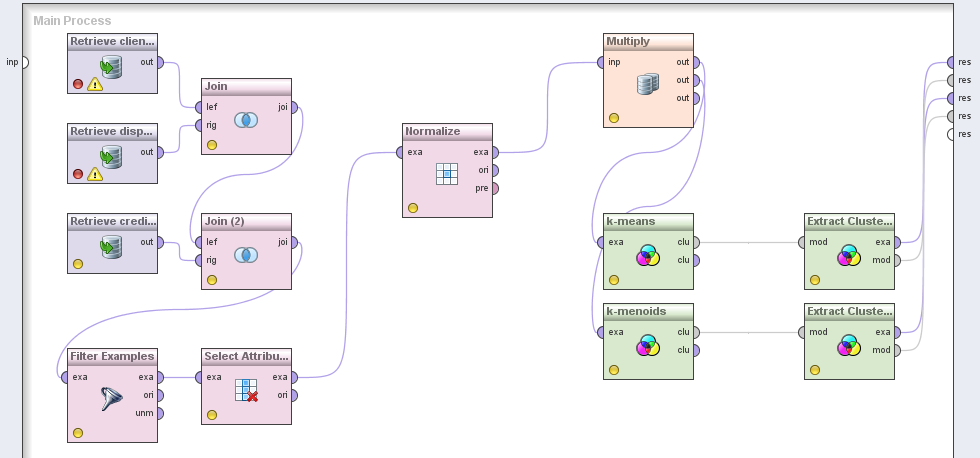 Main Process
inp
Retrieve clien...
out
Retrieve disp...
out
Join
lef
rig
joi
Retrieve credi...
out
Join (2)
lef
rig
joi
Filter Examples
exa
exa
ori
unm
Select Attribu...
exa
exa
ori
Normalize
exa
exa
ori
pre
Multiply
inp
out
out
out
k-means
exa
clu
clu
Extract Cluste...
mod
exa
mod
k-menoids
exa
clu
clu
Extract Cluste...
mod
exa
mod
res
res
res
res
res